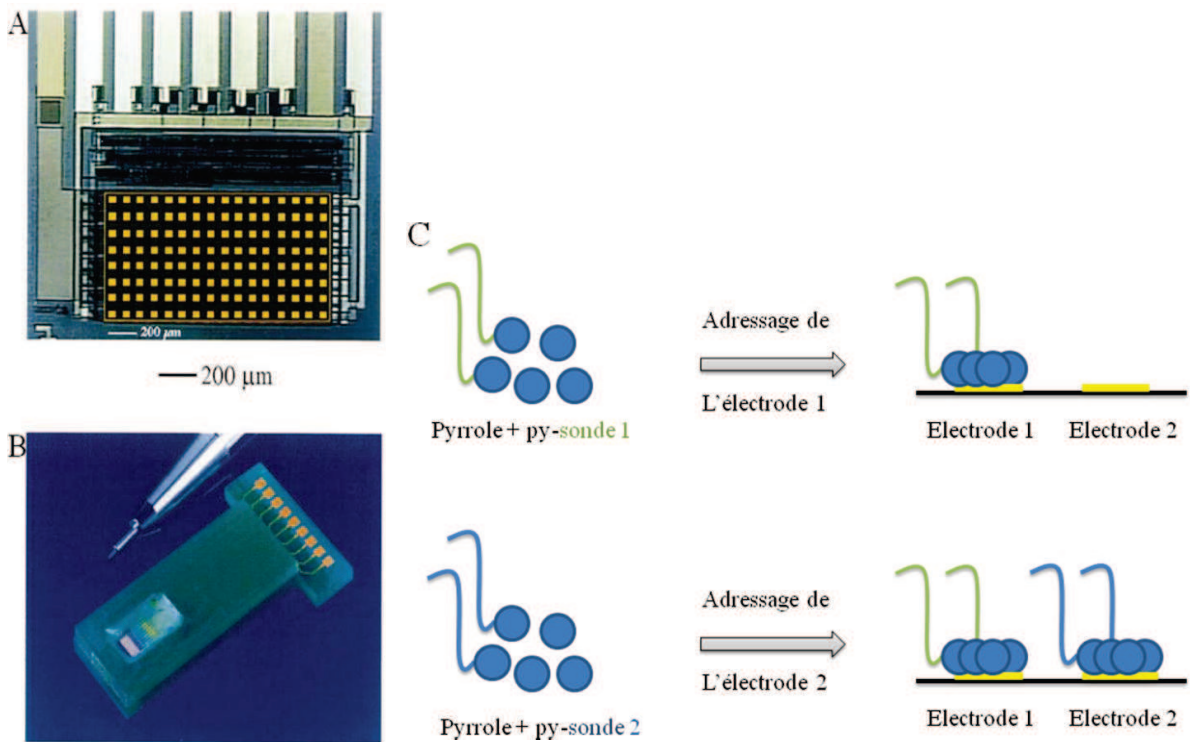 A
200 µm
200 µm
B
C
Adressage de
L'électrode 1
Pyrrole + py-sonde 1
Electrode 1 Electrode 2
Adressage de
L'électrode 2
Pyrrole + py-sonde 2
Electrode 1 Electrode 2